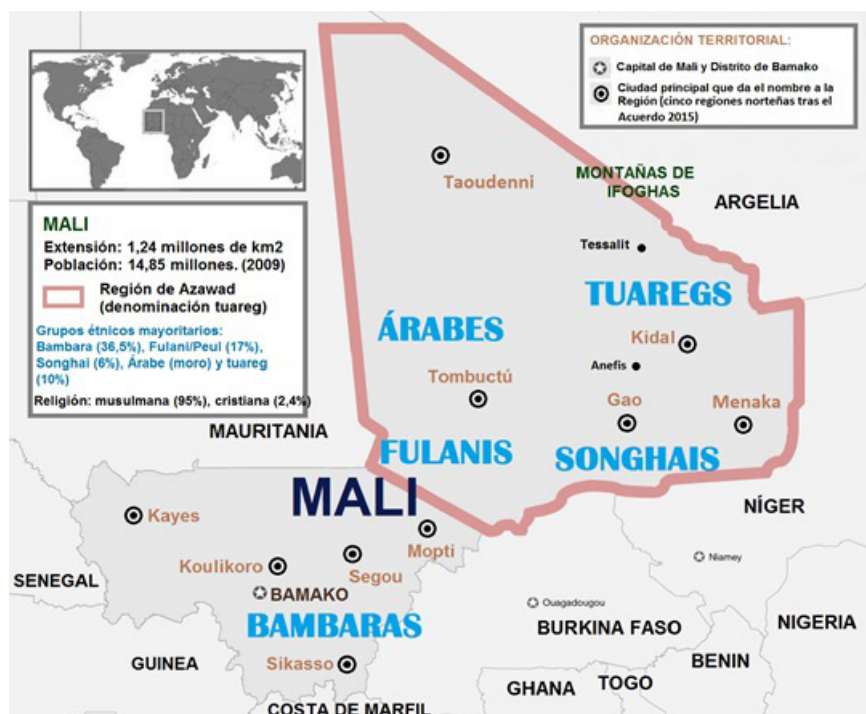 ORGANIZACIÓN TERRITORIAL:
Capital de Mali y Distrito de Bamako
Ciudad principal que da el nombre a la
Región (cinco regiones norteñas tras el
Acuerdo 2015)
MALI
Extensión: 1,24 millones de km2
Población: 14,85 millones. (2009)
Región de Azawad
(denominación tuareg)
Grupos étnicos mayoritarios:
Bambara (36,5%), Fulani/Peul (17%),
Songhai (6%), Árabe (moro) y tuareg
(10%)
Religión: musulmana (95%), cristiana (2,4%)
Taoudenni
MONTAÑAS DE
IFOGHAS
ARGELIA
Tessalit
TUAREGS
ÁRABES
Kidal
Anefis
Tombuctú
Gao
Menaka
MAURITANIA
FULANIS
SONGHAIS
MALI
NÍGER
Kayes
Mopti
Koulikoro
Segou
Niamey
SENEGAL
BAMAKO
Ouagadougou
BAMBARAS
BURKINA FASO
NIGERIA
GUINEA
Sikasso
BENIN
GHANA
TOGO
COSTA DE MARFIL